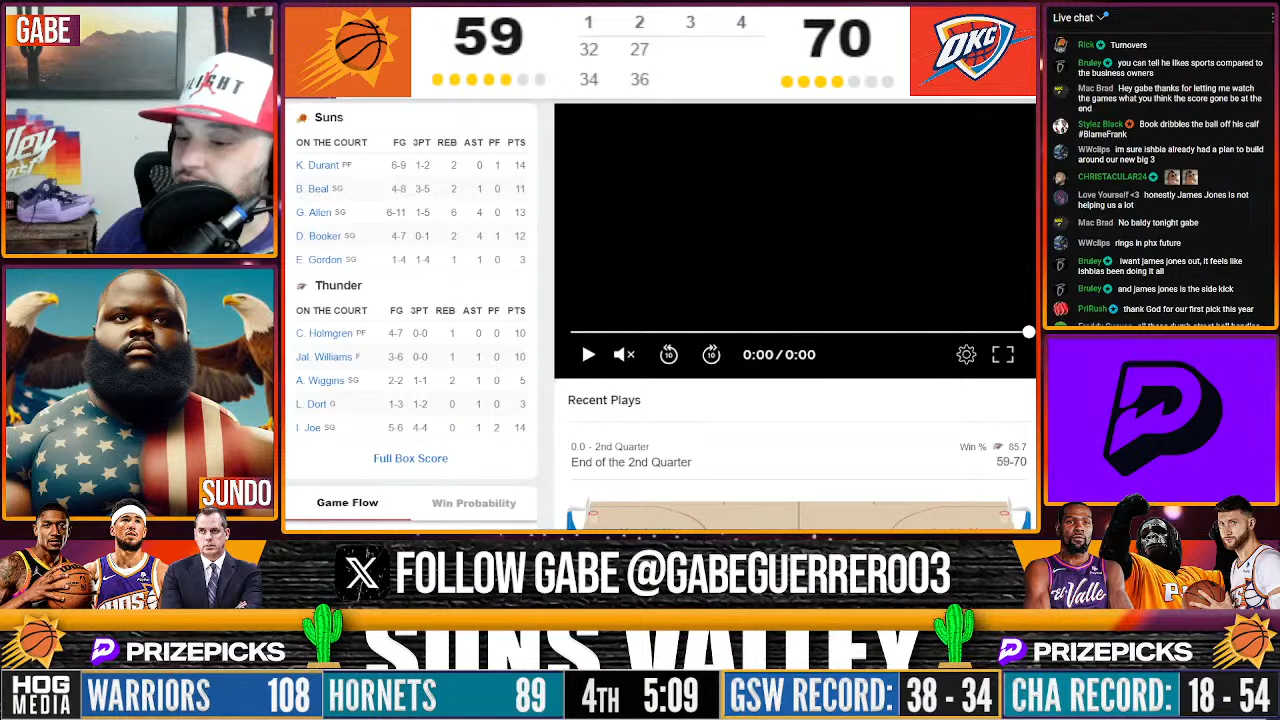 GABE
LIGHT
SUNDO
59
1 2 3 4
32 27
34 36
70
OKC
Suns
ON THE COURT FG 3PT REB AST PF PTS
K. Durant PF 6-9 1-2 2 0 1 14
B. Beal SG 4-8 3-5 2 1 0 11
G. Allen SG 6-11 1-5 6 4 0 13
D. Booker SG 4-7 0-1 2 4 1 12
E. Gordon SG 1-4 1-4 1 1 0 3
Thunder
ON THE COURT FG 3PT REB AST PF PTS
C. Holmgren PF 4-7 0-0 1 0 0 10
Jal. Williams F 3-6 0-0 1 1 0 10
A. Wiggins SG 2-2 1-1 2 1 0 5
L. Dort G 1-3 1-2 0 1 0 3
I. Joe SG 5-6 4-4 0 1 2 14
Full Box Score
Game Flow Win Probability
10 10 0:00 / 0:00
Recent Plays
0.0 - 2nd Quarter Win % 85.7
End of the 2nd Quarter 59-70
Live chat
Rick Turnovers
Bruley you can tell he likes sports compared to
the business owners
Mac Brad Hey gabe thanks for letting me watch
the games what you think the score gone be at the
end
Stylez Black Book dribbles the ball off his calf
#BlameFrank
WWclips im sure ishbia already had a plan to build
around our new big 3
CHRISTACULAR24
Love Yourself <3 honestly James Jones is not
helping us a lot
Mac Brad No baldy tonight gabe
WWclips rings in phx future
Bruley iwant james jones out, it feels like
ishbias been doing it all
Bruley and james jones is the side kick
PriRush thank God for our first pick this year
FOLLOW GABE @GABEGUERRERO03
PRIZEPICKS SUNS VALLEY PRIZEPICKS
HOG
MEDIA
WARRIORS 108 HORNETS 89 4TH 5:09 GSW RECORD: 38 - 34 CHA RECORD: 18 - 54